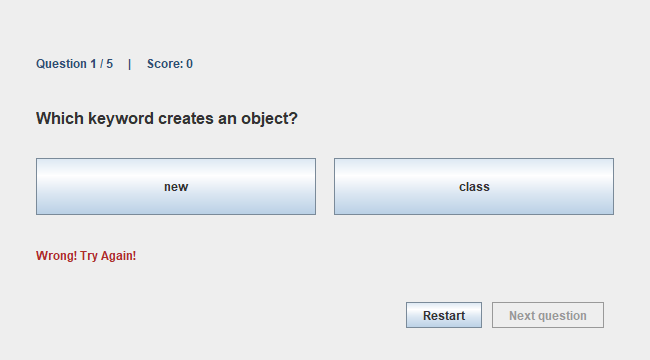 Question 1 / 5 | Score: 0
Which keyword creates an object?
new
class
Wrong! Try Again!
Restart
Next question